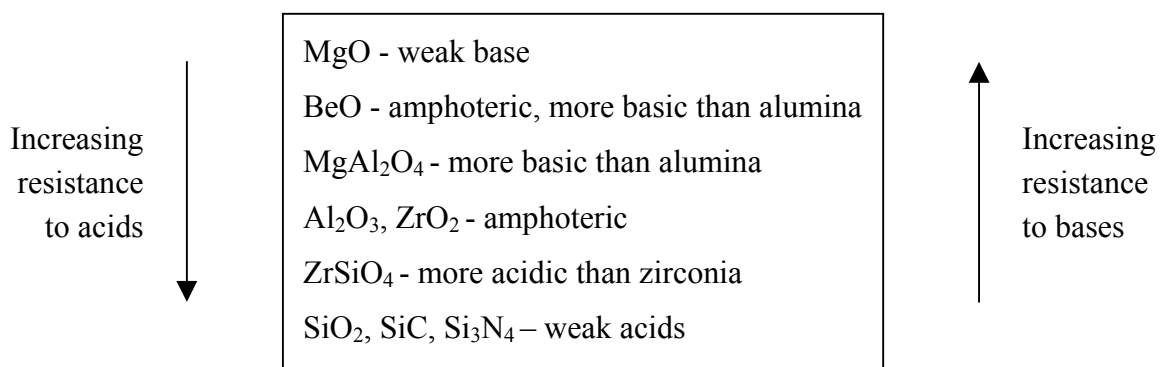 Increasing
resistance
to acids
MgO - weak base
BeO - amphoteric, more basic than alumina
MgAl₂O₄ - more basic than alumina
Al₂O₃, ZrO₂ - amphoteric
ZrSiO₄ - more acidic than zirconia
SiO₂, SiC, Si₃N₄ – weak acids
Increasing
resistance
to bases